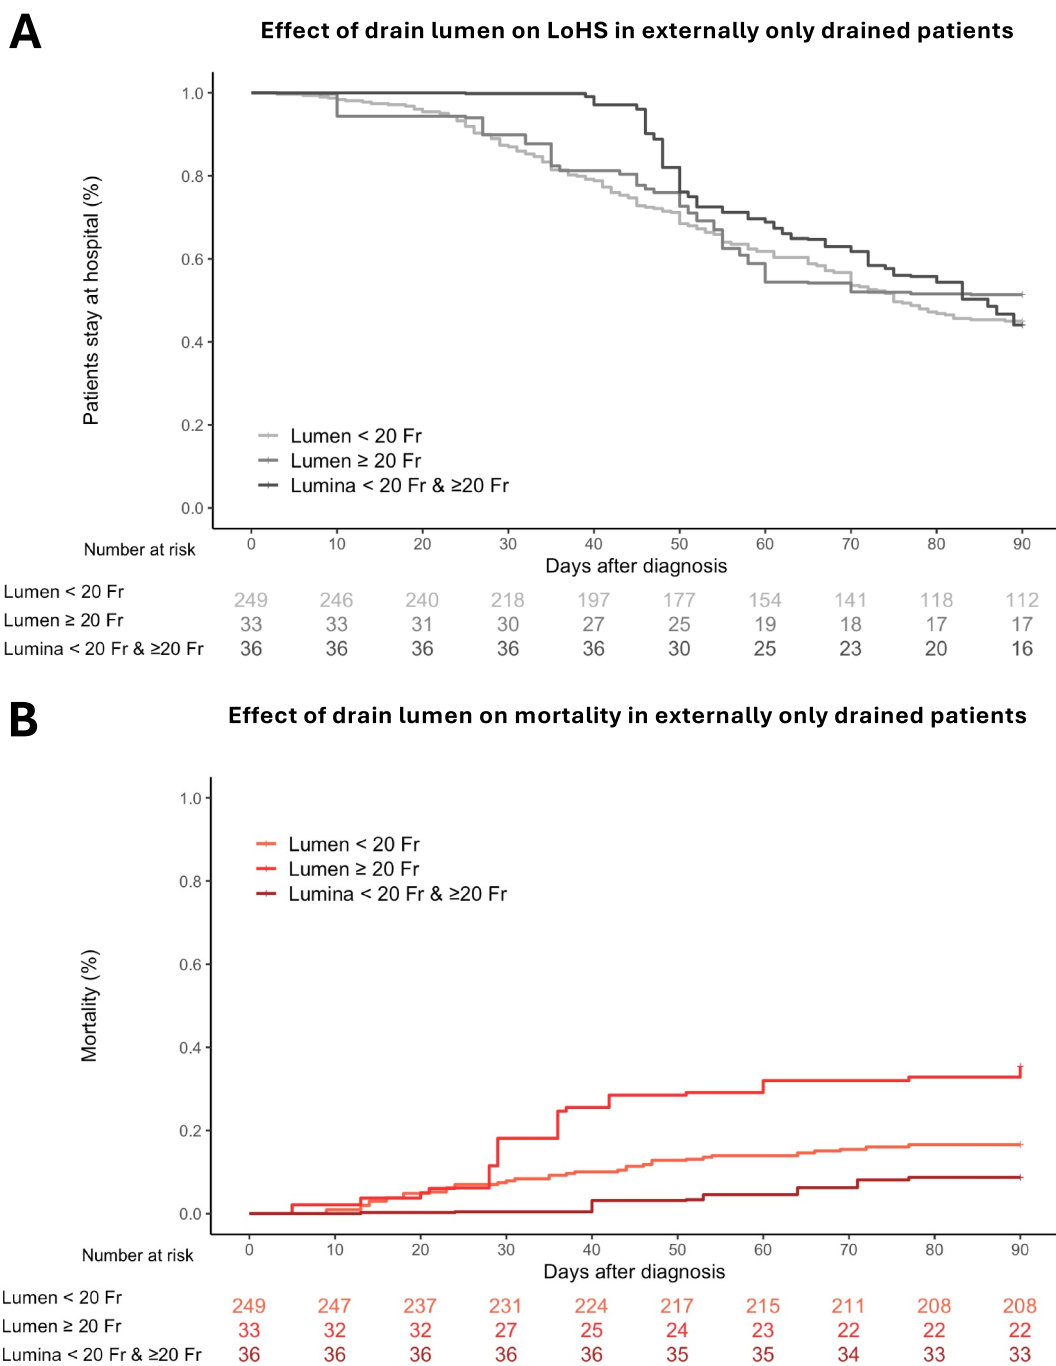 A
Effect of drain lumen on LoHS in externally only drained patients
Patients stay at hospital (%)
1.0
0.8
0.6
0.4
0.2
0.0
Lumen < 20 Fr
Lumen ≥ 20 Fr
Lumina < 20 Fr & ≥20 Fr
0 10 20 30 40 50 60 70 80 90
Number at risk
Days after diagnosis
Lumen < 20 Fr 249 246 240 218 197 177 154 141 118 112
Lumen ≥ 20 Fr 33 33 31 30 27 25 19 18 17 17
Lumina < 20 Fr & ≥20 Fr 36 36 36 36 36 30 25 23 20 16
B
Effect of drain lumen on mortality in externally only drained patients
Mortality (%)
1.0
0.8
0.6
0.4
0.2
0.0
Lumen < 20 Fr
Lumen ≥ 20 Fr
Lumina < 20 Fr & ≥20 Fr
0 10 20 30 40 50 60 70 80 90
Number at risk
Days after diagnosis
Lumen < 20 Fr 249 247 237 231 224 217 215 211 208 208
Lumen ≥ 20 Fr 33 32 32 27 25 24 23 22 22 22
Lumina < 20 Fr & ≥20 Fr 36 36 36 36 36 35 35 34 33 33